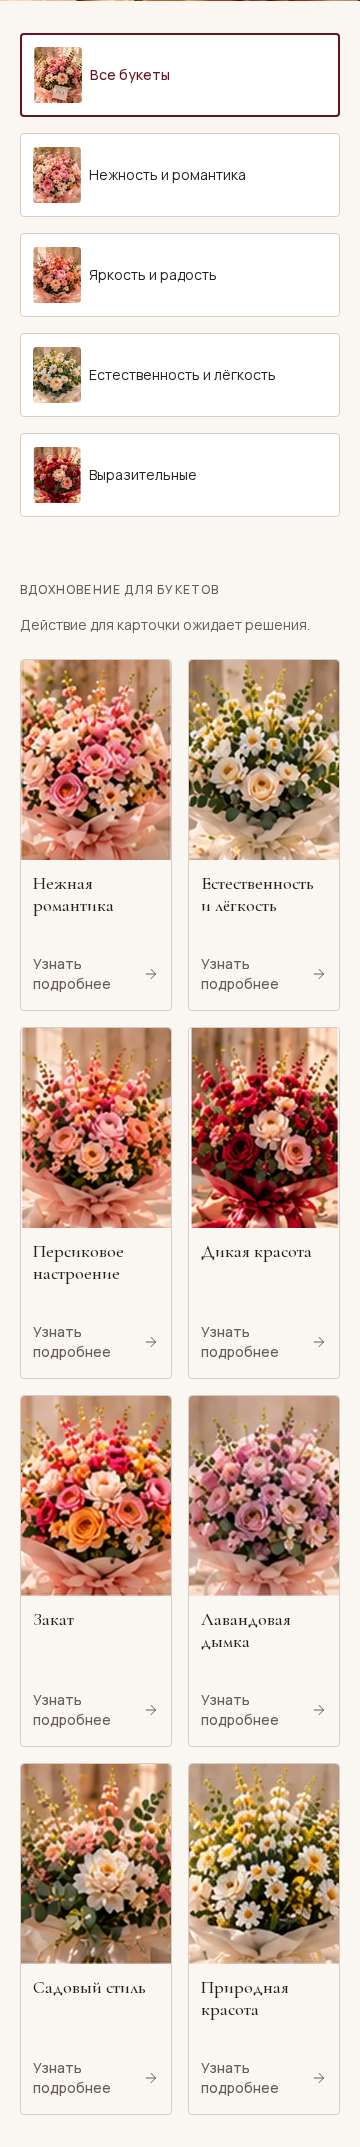 Все букеты
Нежность и романтика
Яркость и радость
Естественность и лёгкость
Выразительные
ВДОХНОВЕНИЕ ДЛЯ БУКЕТОВ
Действие для карточки ожидает решения.
Нежная
романтика
Узнать
подробнее
Естественность
и лёгкость
Узнать
подробнее
Персиковое
настроение
Узнать
подробнее
Дикая красота
Узнать
подробнее
Закат
Узнать
подробнее
Лавандовая
дымка
Узнать
подробнее
Садовый стиль
Узнать
подробнее
Природная
красота
Узнать
подробнее